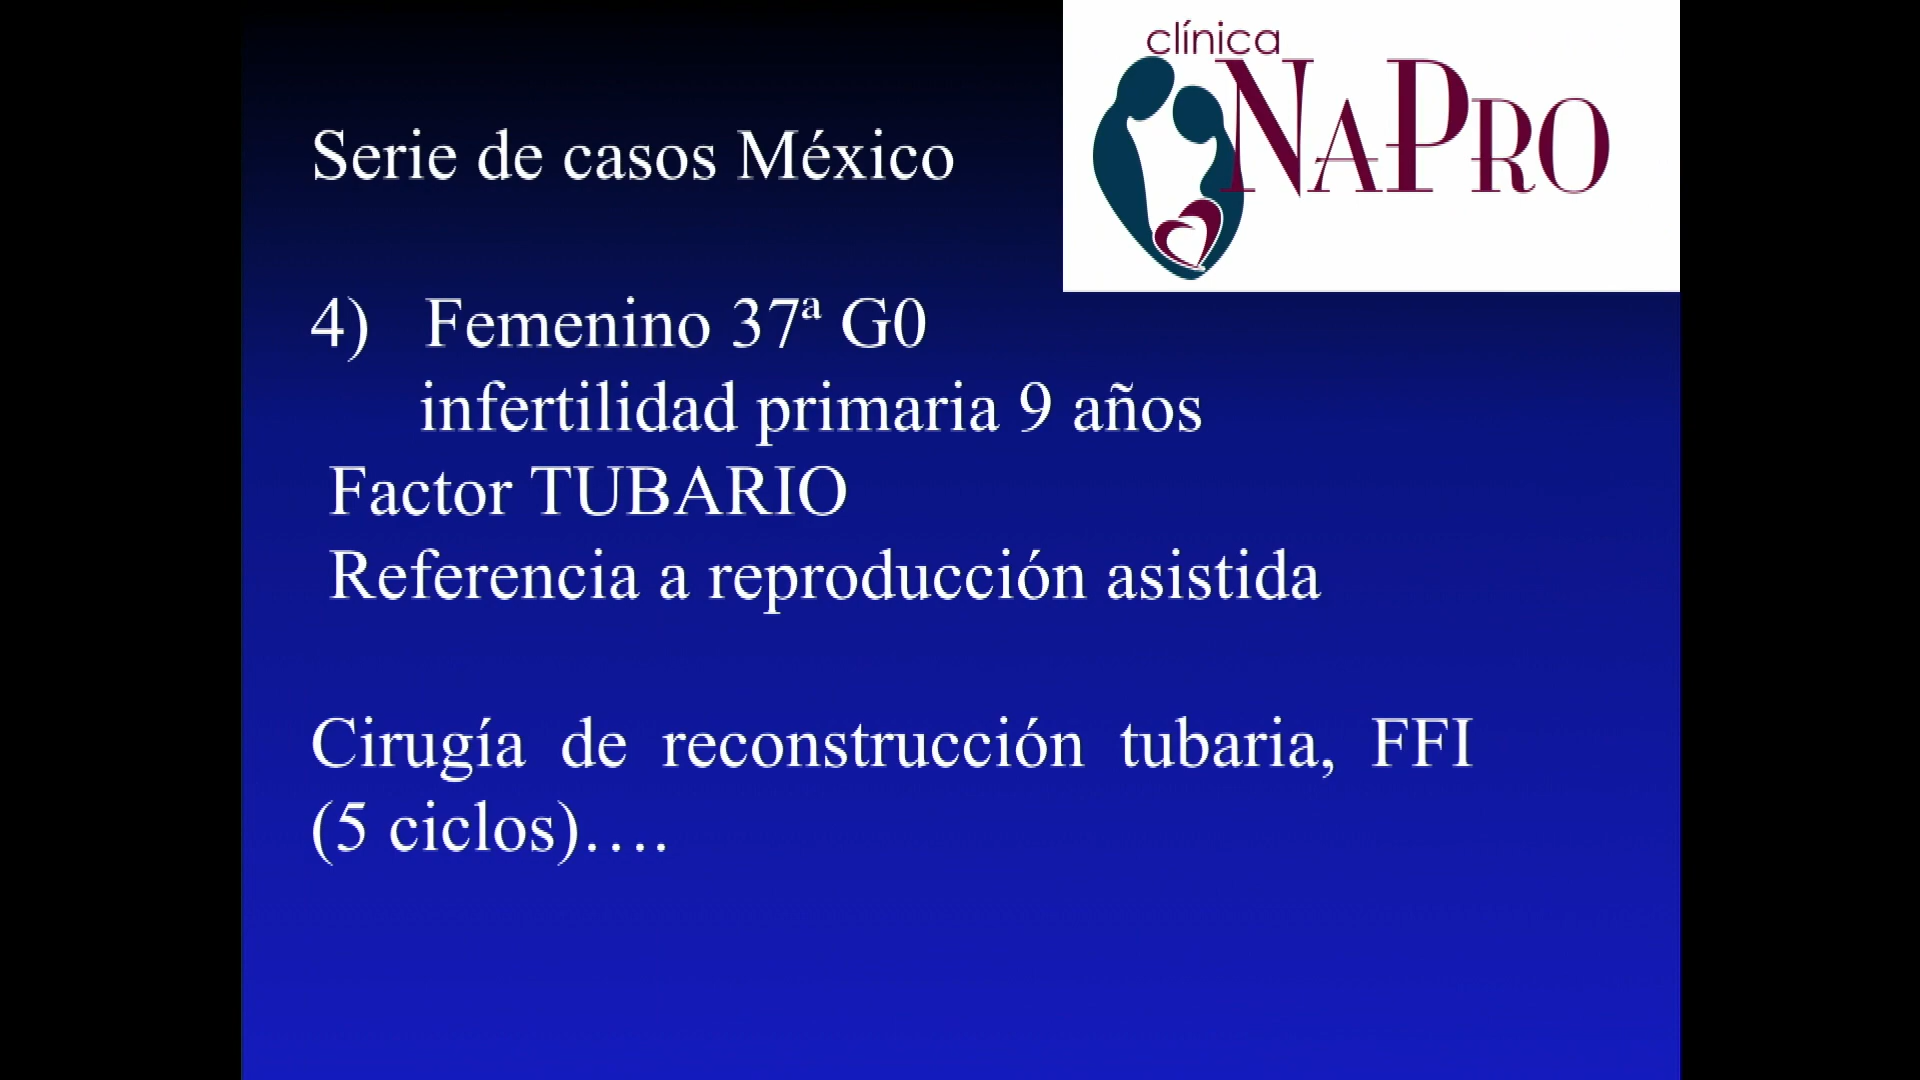 clínica
NAPRO
Serie de casos México
4) Femenino 37ª G0
infertilidad primaria 9 años
Factor TUBARIO
Referencia a reproducción asistida
Cirugía de reconstrucción tubaria, FFI
(5 ciclos)….